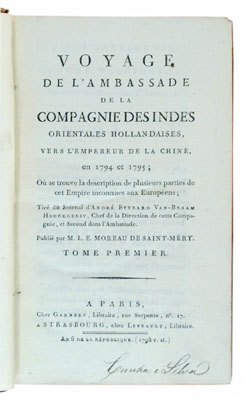 VOYAGE
DE L'AMBASSADE
DE LA
COMPAGNIE DES INDES
ORIENTALES HOLLANDAISES,
VERS L'EMPEREUR DE LA CHINE,
en 1794 et 1795;
Où se trouve la description de plusieurs parties de
cet Empire inconnues aux Européens;
Tiré du Journal d'ANDRÉ EVERARD VAN-BRAAM
HOUCKGEEST, Chef de la Direction de cette Compa-
gnie, et Second dans l'Ambassade.
Publié par M. L. E. MOREAU DE SAINT-MÉRY.
TOME PREMIER.
A PARIS,
Chez GARNERY, Libraire, rue Serpente, n°. 17.
A STRASBOURG, chez LEVRAULT, Libraire.
AN 6 DE LA RÉPUBLIQUE. (1798 v. st.)
Cunha e Silva